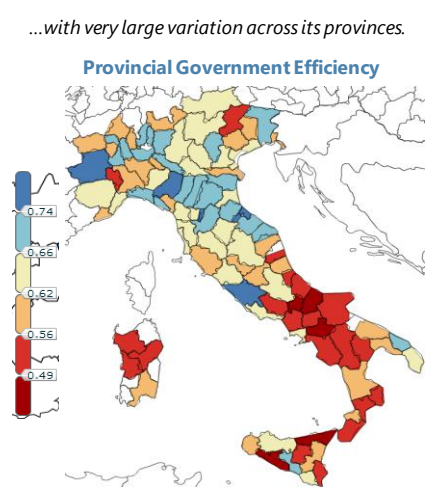 ...with very large variation across its provinces.
Provincial Government Efficiency
0.74
0.66
0.62
0.56
0.49